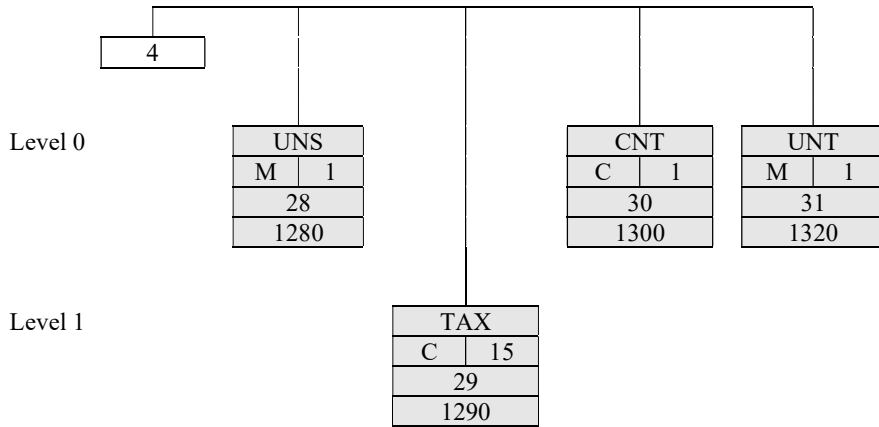 4
Level 0
UNS
M 1
28
1280
CNT
C 1
30
1300
UNT
M 1
31
1320
Level 1
TAX
C 15
29
1290